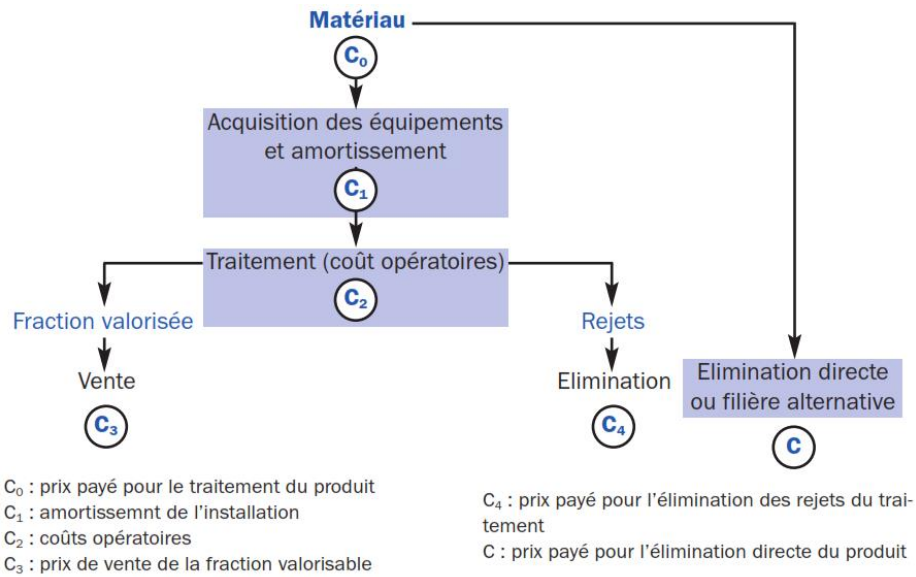 Matériau
C₀
Acquisition des équipements
et amortissement
C₁
Traitement (coût opératoires)
C₂
Fraction valorisée
Vente
C₃
Rejets
Elimination
C₄
Elimination directe
ou filière alternative
C
C₀ : prix payé pour le traitement du produit
C₁ : amortissemnt de l'installation
C₂ : coûts opératoires
C₃ : prix de vente de la fraction valorisable
C₄ : prix payé pour l'élimination des rejets du trai-
tement
C : prix payé pour l'élimination directe du produit